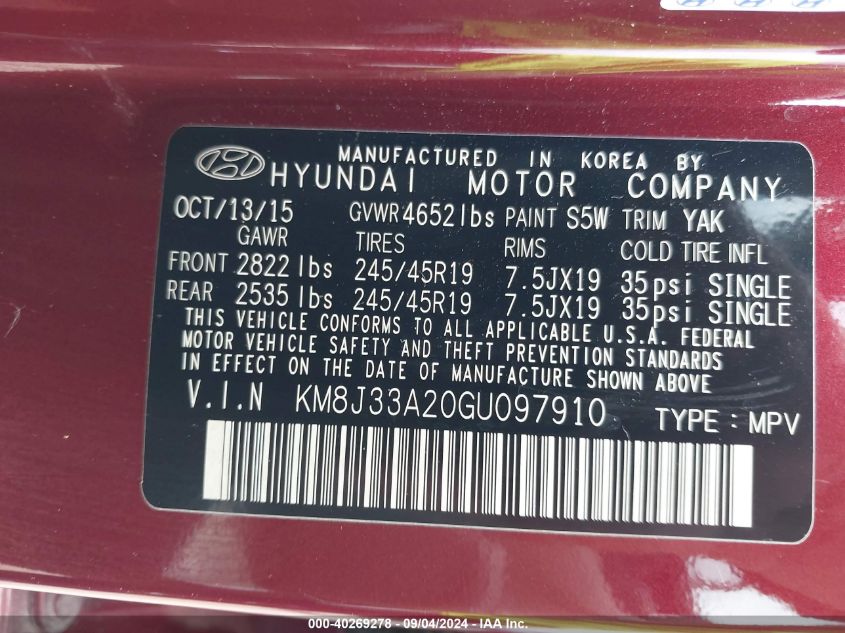 MANUFACTURED IN KOREA BY
HYUNDAI MOTOR COMPANY
OCT/13/15 GVWR 4652lbs PAINT S5W TRIM YAK
GAWR TIRES RIMS COLD TIRE INFL
FRONT 2822 lbs 245/45R19 7.5JX19 35psi SINGLE
REAR 2535 lbs 245/45R19 7.5JX19 35psi SINGLE
THIS VEHICLE CONFORMS TO ALL APPLICABLE U.S.A. FEDERAL
MOTOR VEHICLE SAFETY AND THEFT PREVENTION STANDARDS
IN EFFECT ON THE DATE OF MANUFACTURE SHOWN ABOVE
V.I.N KM8J33A20GU097910 TYPE : MPV
000-40269278 - 09/04/2024 - IAA Inc.